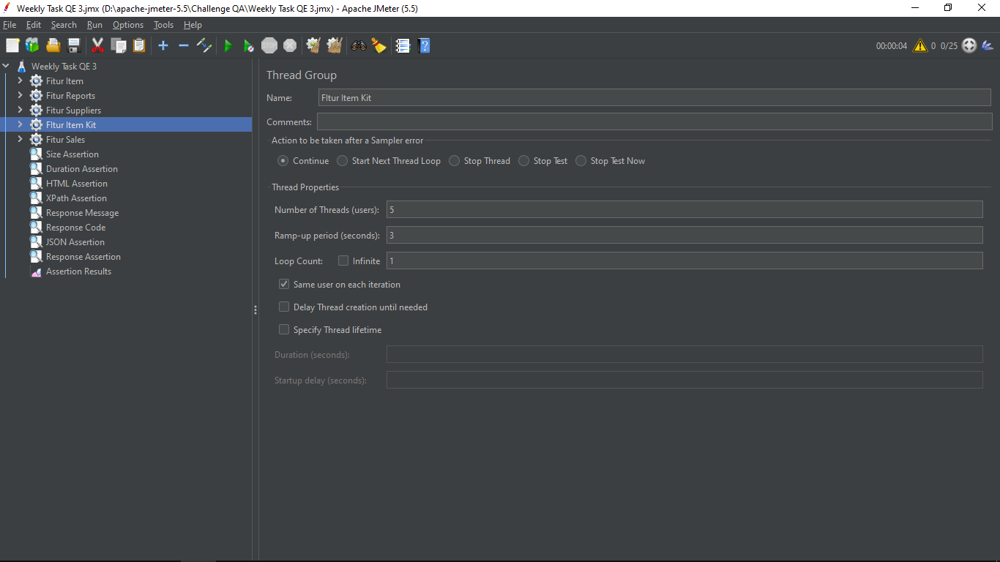 Weekly Task QE 3.jmx (D:\apache-jmeter-5.5\Challenge QA\Weekly Task QE 3.jmx) - Apache JMeter (5.5)
File Edit Search Run Options Tools Help
STOP 00:00:04 0 0/25
Weekly Task QE 3
Fitur Item
Fitur Reports
Fitur Suppliers
FItur Item Kit
Fitur Sales
Size Assertion
Duration Assertion
HTML Assertion
XPath Assertion
Response Message
Response Code
JSON Assertion
Response Assertion
Assertion Results
Thread Group
Name: FItur Item Kit
Comments:
Action to be taken after a Sampler error
Continue Start Next Thread Loop Stop Thread Stop Test Stop Test Now
Thread Properties
Number of Threads (users): 5
Ramp-up period (seconds): 3
Loop Count: Infinite 1
Same user on each iteration
Delay Thread creation until needed
Specify Thread lifetime
Duration (seconds):
Startup delay (seconds):